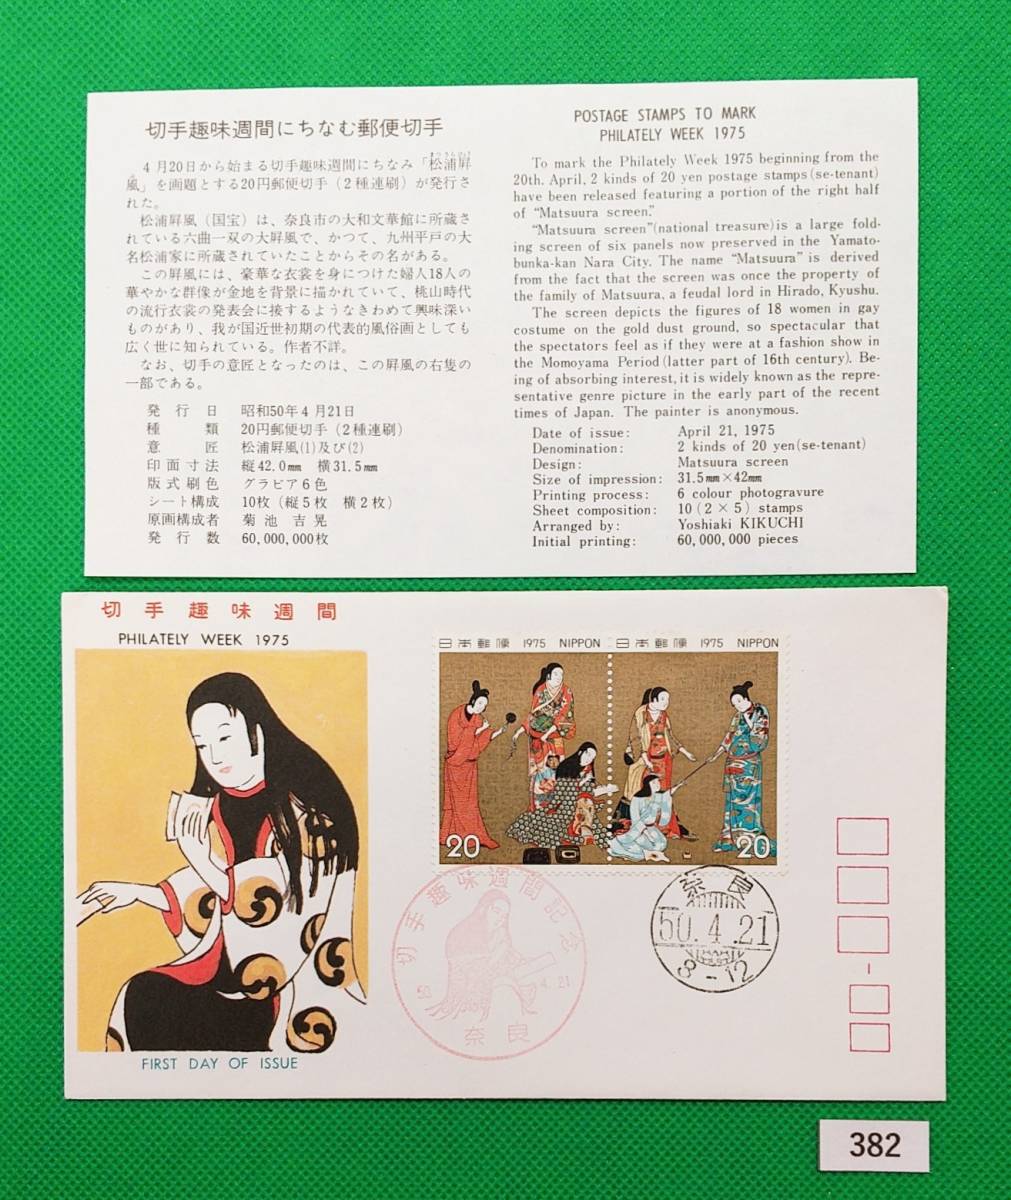 切手趣味週間にちなむ郵便切手
4月20日から始まる切手趣味週間にちなみ「松浦屛
風」を画題とする20円郵便切手(2種連刷)が発行さ
れた。
松浦屛風(国宝)は、奈良市の大和文華館に所蔵さ
れている六曲一双の大屛風で、かつて、九州平戸の大
名松浦家に所蔵されていたことからその名がある。
この屛風には、豪華な衣裳を身につけた婦人18人の
華やかな群像が金地を背景に描かれていて、桃山時代
の流行衣裳の発表会に接するようなきわめて興味深い
ものがあり、我が国近世初期の代表的風俗画としても
広く世に知られている。作者不詳。
なお、切手の意匠となったのは、この屛風の右隻の
一部である。
発行日 昭和50年4月21日
種類 20円郵便切手(2種連刷)
意匠 松浦屛風(1)及び(2)
印面寸法 縦42.0mm 横31.5mm
版式刷色 グラビア6色
シート構成 10枚(縦5枚 横2枚)
原画構成者 菊池吉晃
発行数 60,000,000枚
POSTAGE STAMPS TO MARK
PHILATELY WEEK 1975
To mark the Philately Week 1975 beginning from the
20th. April, 2 kinds of 20 yen postage stamps (se-tenant)
have been released featuring a portion of the right half
of “Matsuura screen.”
“Matsuura screen” (national treasure) is a large fold-
ing screen of six panels now preserved in the Yamato-
bunka-kan Nara City. The name “Matsuura” is derived
from the fact that the screen was once the property of
the family of Matsuura, a feudal lord in Hirado, Kyushu.
The screen depicts the figures of 18 women in gay
costume on the gold dust ground, so spectacular that
the spectators feel as if they were at a fashion show in
the Momoyama Period (latter part of 16th century). Be-
ing of absorbing interest, it is widely known as the repre-
sentative genre picture in the early part of the recent
times of Japan. The painter is anonymous.
Date of issue: April 21, 1975
Denomination: 2 kinds of 20 yen (se-tenant)
Design: Matsuura screen
Size of impression: 31.5mm×42mm
Printing process: 6 colour photogravure
Sheet composition: 10 (2 × 5) stamps
Arranged by: Yoshiaki KIKUCHI
Initial printing: 60,000,000 pieces
切手趣味週間
PHILATELY WEEK 1975
FIRST DAY OF ISSUE
日本郵便 1975 NIPPON
20
日本郵便 1975 NIPPON
20
切手趣味週間記念
50 4.21
奈良
奈良
50.4.21
NARA
8-12
382